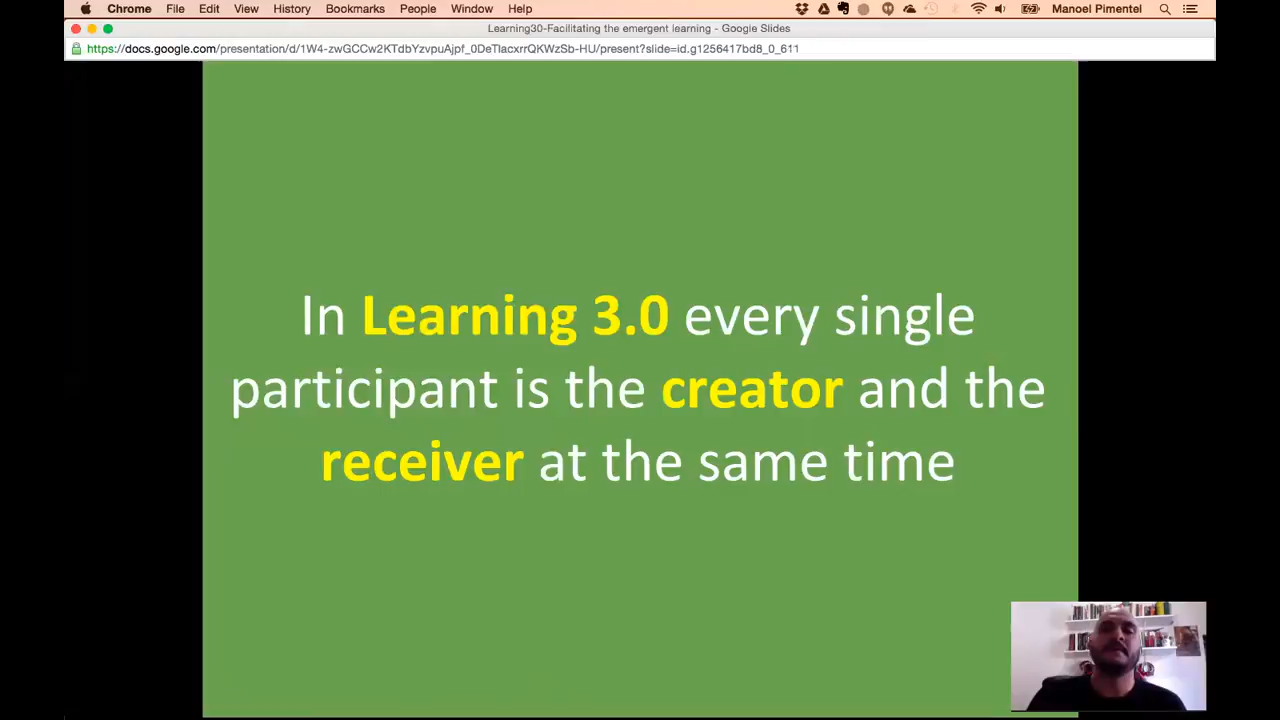 Chrome File Edit View History Bookmarks People Window Help Manoel Pimentel
Learning30-Facilitating the emergent learning - Google Slides
https://docs.google.com/presentation/d/1W4-zwGCCw2KTdbYzvpuAjpf_0DeTlacxrrQKWzSb-HU/present?slide=id.g1256417bd8_0_611
In Learning 3.0 every single
participant is the creator and the
receiver at the same time